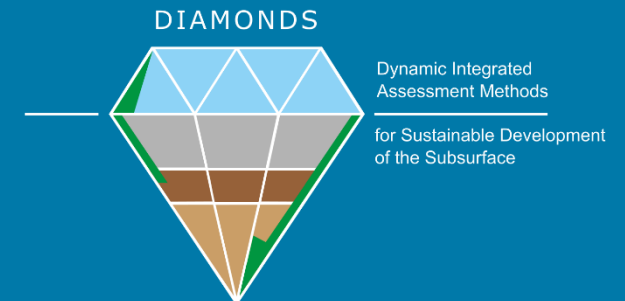 DIAMONDS
Dynamic Integrated
Assessment Methods
for Sustainable Development
of the Subsurface